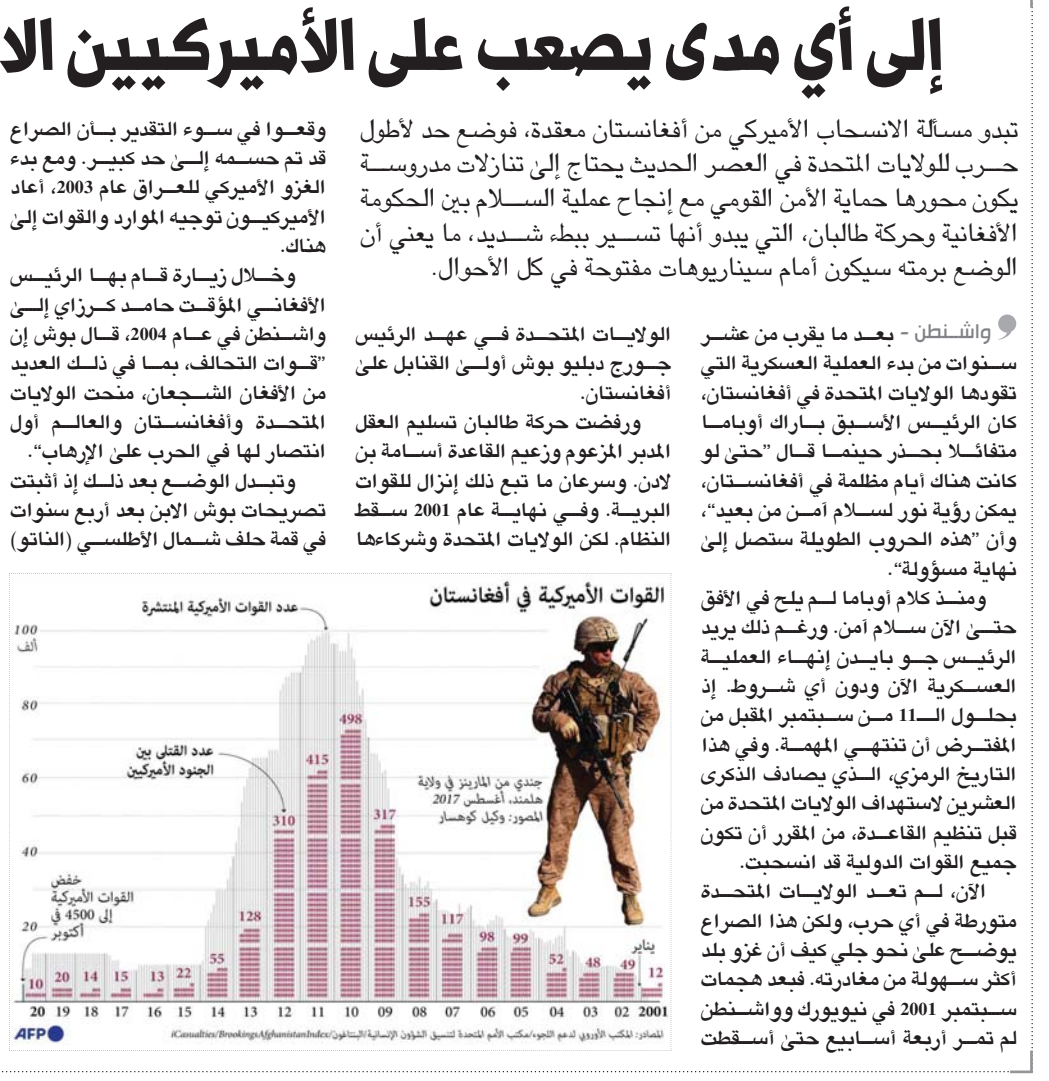 إلى أي مدى يصعب على الأميركيين الا
تبدو مسألة الانسحاب الأميركي من أفغانستان معقدة، فوضع حد لأطول
حرب للولايات المتحدة في العصر الحديث يحتاج إلى تنازلات مدروسة
يكون محورها حماية الأمن القومي مع إنجاح عملية السلام بين الحكومة
الأفغانية وحركة طالبان، التي يبدو أنها تسير ببطء شديد، ما يعني أن
الوضع برمته سيكون أمام سيناريوهات مفتوحة في كل الأحوال.
واشنطن - بعد ما يقرب من عشر
سنوات من بدء العملية العسكرية التي
تقودها الولايات المتحدة في أفغانستان،
كان الرئيس الأسبق باراك أوباما
متفائلا بحذر حينما قال ”حتى لو
كانت هناك أيام مظلمة في أفغانستان،
يمكن رؤية نور لسلام آمن من بعيد“،
وأن ”هذه الحروب الطويلة ستصل إلى
نهاية مسؤولة“.
ومنذ كلام أوباما لم يلح في الأفق
حتى الآن سلام آمن. ورغم ذلك يريد
الرئيس جو بايدن إنهاء العملية
العسكرية الآن ودون أي شروط. إذ
بحلول الـ11 من سبتمبر المقبل من
المفترض أن تنتهي المهمة. وفي هذا
التاريخ الرمزي، الذي يصادف الذكرى
العشرين لاستهداف الولايات المتحدة من
قبل تنظيم القاعدة، من المقرر أن تكون
جميع القوات الدولية قد انسحبت.
الآن، لم تعد الولايات المتحدة
متورطة في أي حرب، ولكن هذا الصراع
يوضح على نحو جلي كيف أن غزو بلد
أكثر سهولة من مغادرته. فبعد هجمات
سبتمبر 2001 في نيويورك وواشنطن
لم تمر أربعة أسابيع حتى أسقطت
الولايات المتحدة في عهد الرئيس
جورج دبليو بوش أولى القنابل على
أفغانستان.
ورفضت حركة طالبان تسليم العقل
المدبر المزعوم وزعيم القاعدة أسامة بن
لادن. وسرعان ما تبع ذلك إنزال للقوات
البرية. وفي نهاية عام 2001 سقط
النظام. لكن الولايات المتحدة وشركاءها
وقعوا في سوء التقدير بأن الصراع
قد تم حسمه إلى حد كبير. ومع بدء
الغزو الأميركي للعراق عام 2003، أعاد
الأميركيون توجيه الموارد والقوات إلى
هناك.
وخلال زيارة قام بها الرئيس
الأفغاني المؤقت حامد كرزاي إلى
واشنطن في عام 2004، قال بوش إن
”قوات التحالف، بما في ذلك العديد
من الأفغان الشجعان، منحت الولايات
المتحدة وأفغانستان والعالم أول
انتصار لها في الحرب على الإرهاب“.
وتبدل الوضع بعد ذلك إذ أثبتت
تصريحات بوش الابن بعد أربع سنوات
في قمة حلف شمال الأطلسي (الناتو)
القوات الأميركية في أفغانستان
عدد القوات الأميركية المنتشرة
100
ألف
80
60
40
20
عدد القتلى بين
الجنود الأميركيين
جندي من المارينز في ولاية
هلمند، أغسطس 2017
المصور: وكيل كوهسار
خفض
القوات الأميركية
إلى 4500 في
أكتوبر
يناير
10 20 14 15 13 22 55 128 310 415 498 317 155 117 98 99 52 48 49 12
20 19 18 17 16 15 14 13 12 11 10 09 08 07 06 05 04 03 02 2001
المصادر: المكتب الأوروبي لدعم اللجوء/مكتب الأمم المتحدة لتنسيق الشؤون الإنسانية/البنتاغون/iCasualties/BrookingsAfghanistanIndex
AFP